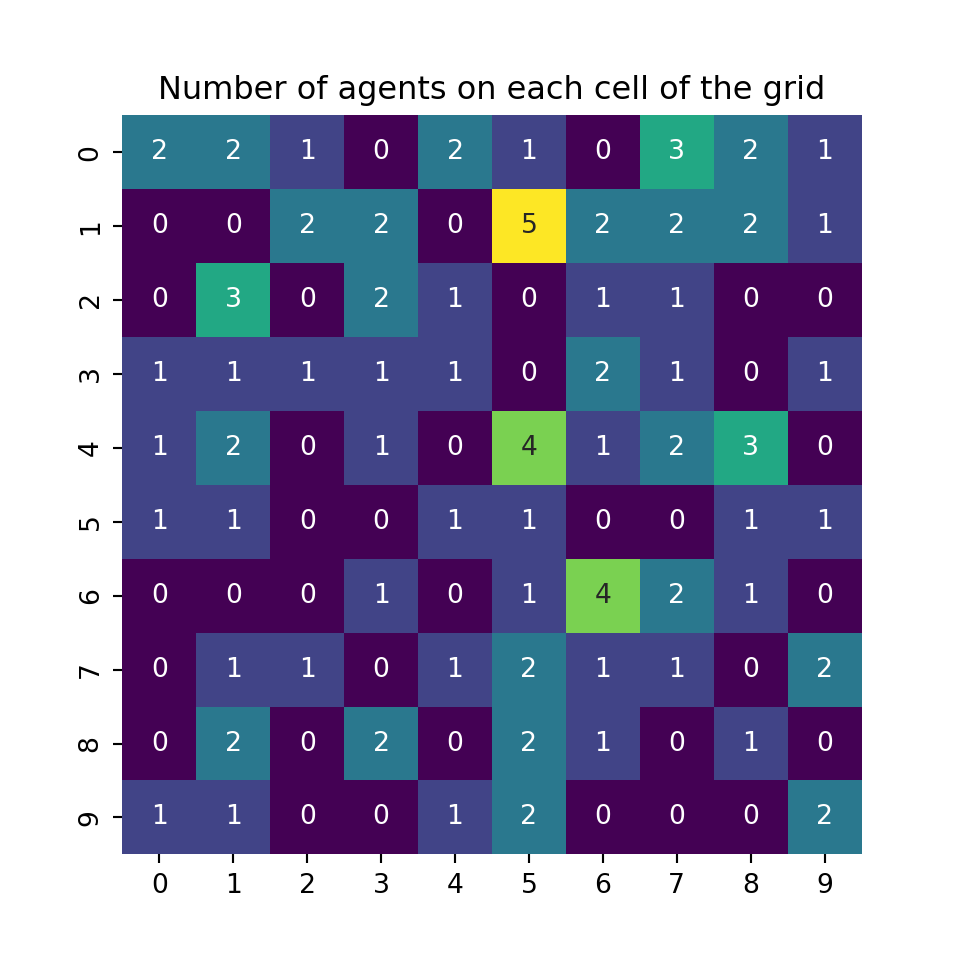 Number of agents on each cell of the grid
0 2 2 1 0 2 1 0 3 2 1
1 0 0 2 2 0 5 2 2 2 1
2 0 3 0 2 1 0 1 1 0 0
3 1 1 1 1 1 0 2 1 0 1
4 1 2 0 1 0 4 1 2 3 0
5 1 1 0 0 1 1 0 0 1 1
6 0 0 0 1 0 1 4 2 1 0
7 0 1 1 0 1 2 1 1 0 2
8 0 2 0 2 0 2 1 0 1 0
9 1 1 0 0 1 2 0 0 0 2
0 1 2 3 4 5 6 7 8 9